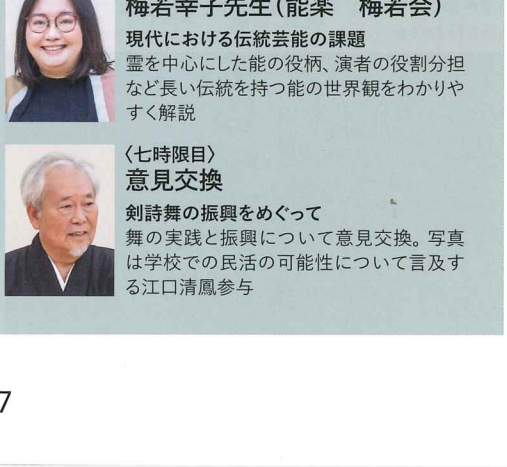 梅若幸子先生（能楽　梅若会）
現代における伝統芸能の課題
霊を中心にした能の役柄、演者の役割分担
など長い伝統を持つ能の世界観をわかりや
すく解説
〈七時限目〉
意見交換
剣詩舞の振興をめぐって
舞の実践と振興について意見交換。写真
は学校での民活の可能性について言及す
る江口清鳳参与
7